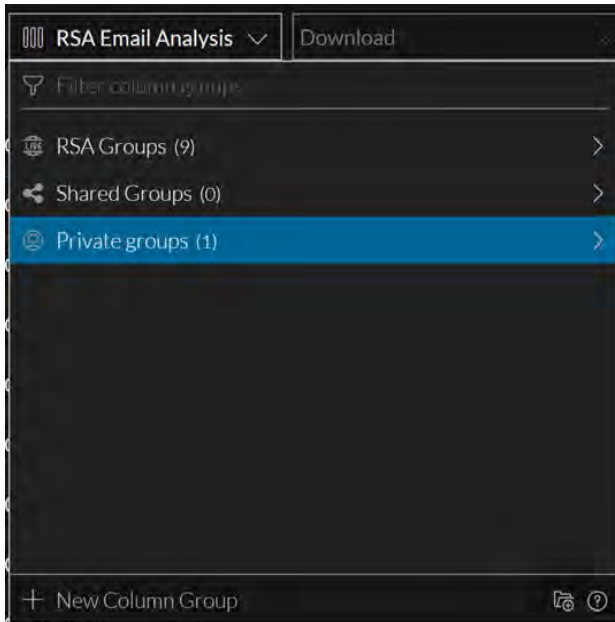 RSA Email Analysis
Download
Filter column groups
RSA Groups (9)
Shared Groups (0)
Private groups (1)
New Column Group